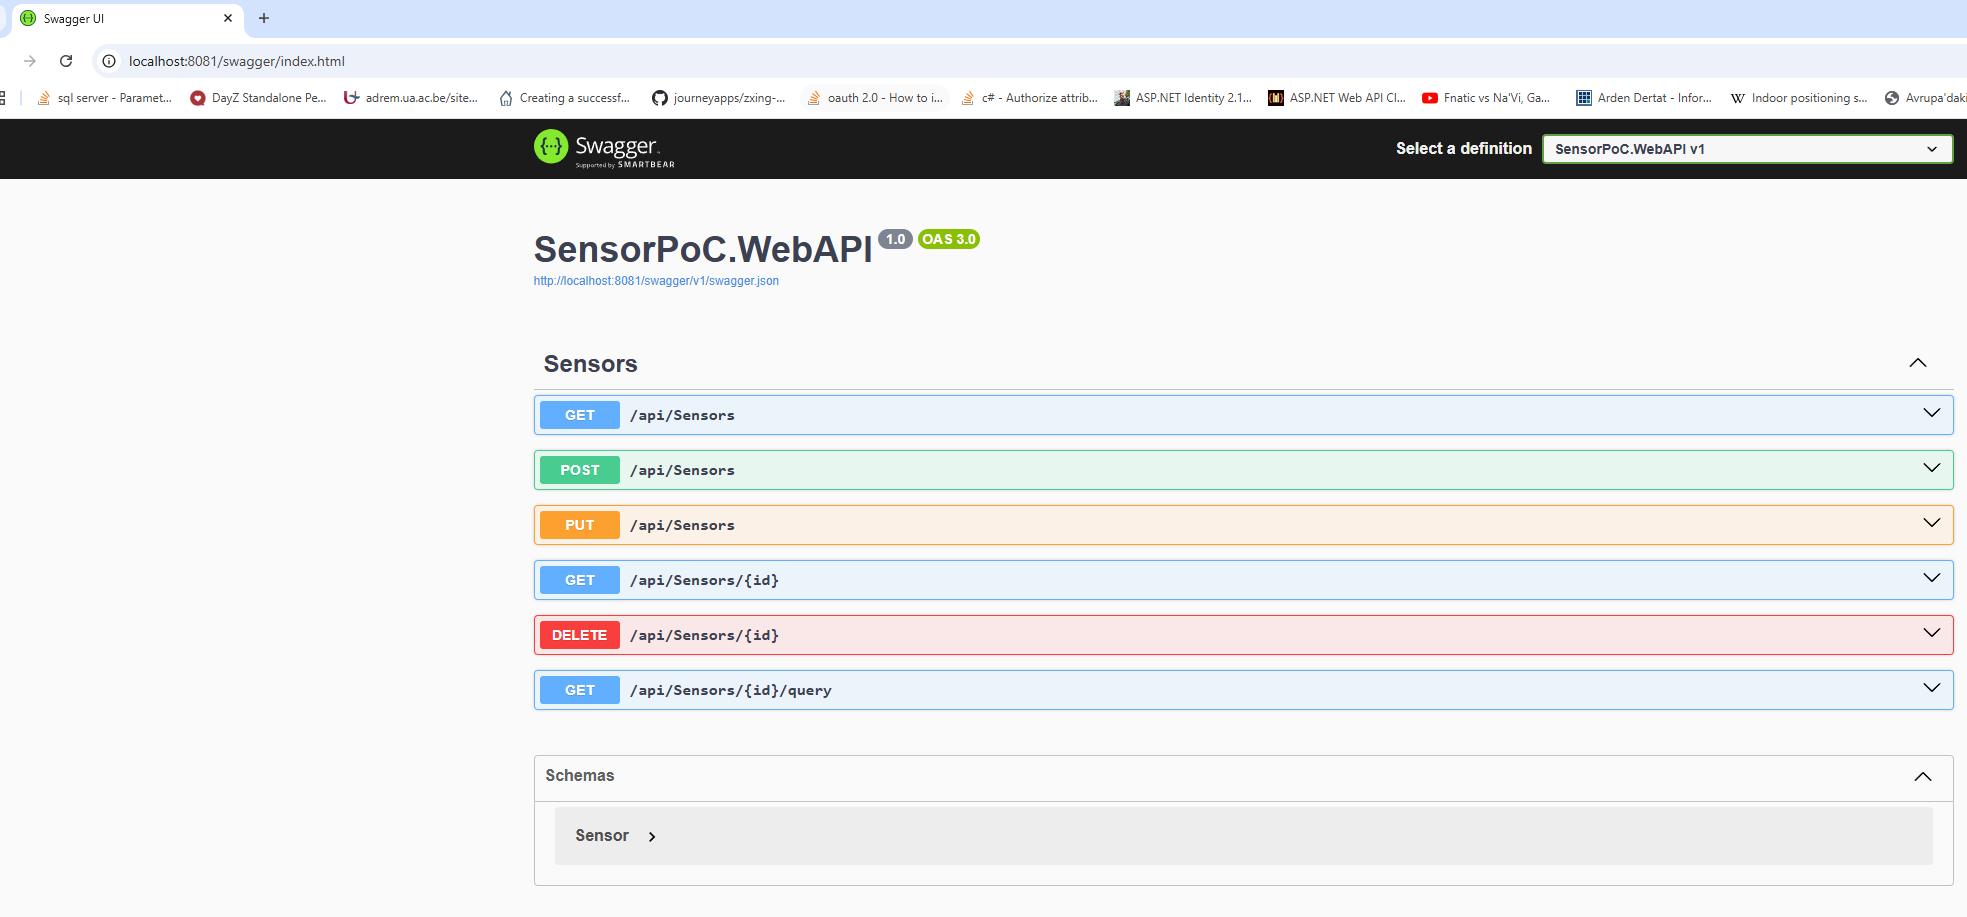 Swagger UI
localhost:8081/swagger/index.html
sql server - Paramet...
DayZ Standalone Pe...
adrem.ua.ac.be/site...
Creating a successf...
journeyapps/zxing-...
oauth 2.0 - How to i...
c# - Authorize attrib...
ASP.NET Identity 2.1...
ASP.NET Web API Cl...
Fnatic vs Na'Vi, Ga...
Arden Dertat - Infor...
Indoor positioning s...
Avrupa'daki
Swagger
Supported by SMARTBEAR
Select a definition
SensorPoC.WebAPI v1
SensorPoC.WebAPI 1.0 OAS 3.0
http://localhost:8081/swagger/v1/swagger.json
Sensors
GET /api/Sensors
POST /api/Sensors
PUT /api/Sensors
GET /api/Sensors/{id}
DELETE /api/Sensors/{id}
GET /api/Sensors/{id}/query
Schemas
Sensor